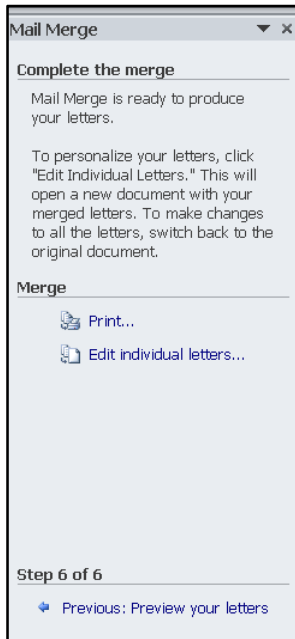 Mail Merge
Complete the merge
Mail Merge is ready to produce
your letters.
To personalize your letters, click
"Edit Individual Letters." This will
open a new document with your
merged letters. To make changes
to all the letters, switch back to the
original document.
Merge
Print...
Edit individual letters...
Step 6 of 6
Previous: Preview your letters